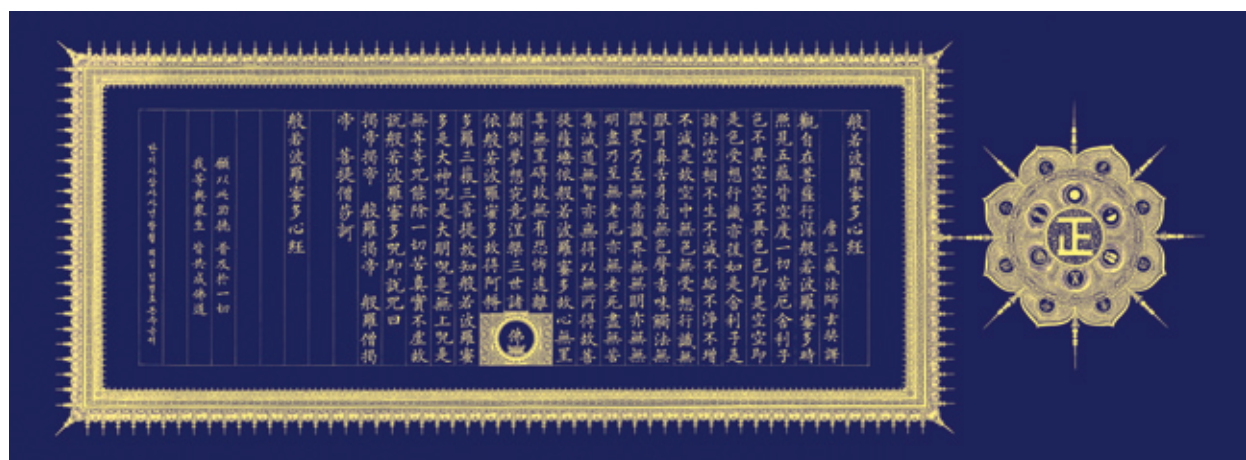 般若波羅蜜多心經
唐三藏法師玄奘譯
觀自在菩薩行深般若波羅蜜多時
照見五蘊皆空度一切苦厄舍利子
色不異空空不異色色即是空空即
是色受想行識亦復如是舍利子是
諸法空相不生不滅不垢不淨不增
不減是故空中無色無受想行識無
眼耳鼻舌身意無色聲香味觸法無
眼界乃至無意識界無無明亦無無
明盡乃至無老死亦無老死盡無苦
集滅道無智亦無得以無所得故菩
提薩埵依般若波羅蜜多故心無罣
㝵無罣碍故無有恐怖遠離
顛倒夢想究竟涅槃三世諸
佛
依般若波羅蜜多故得阿耨
多羅三藐三菩提故知般若波羅蜜
多是大神咒是大明咒是無上咒是
無等等咒能除一切苦真實不虛故
說般若波羅蜜多咒即說咒曰
揭帝揭帝 般羅揭帝 般羅僧揭
帝 菩提僧莎訶
般若波羅蜜多心經
願以此功德 普及於一切
我等與眾生 皆共成佛道
正